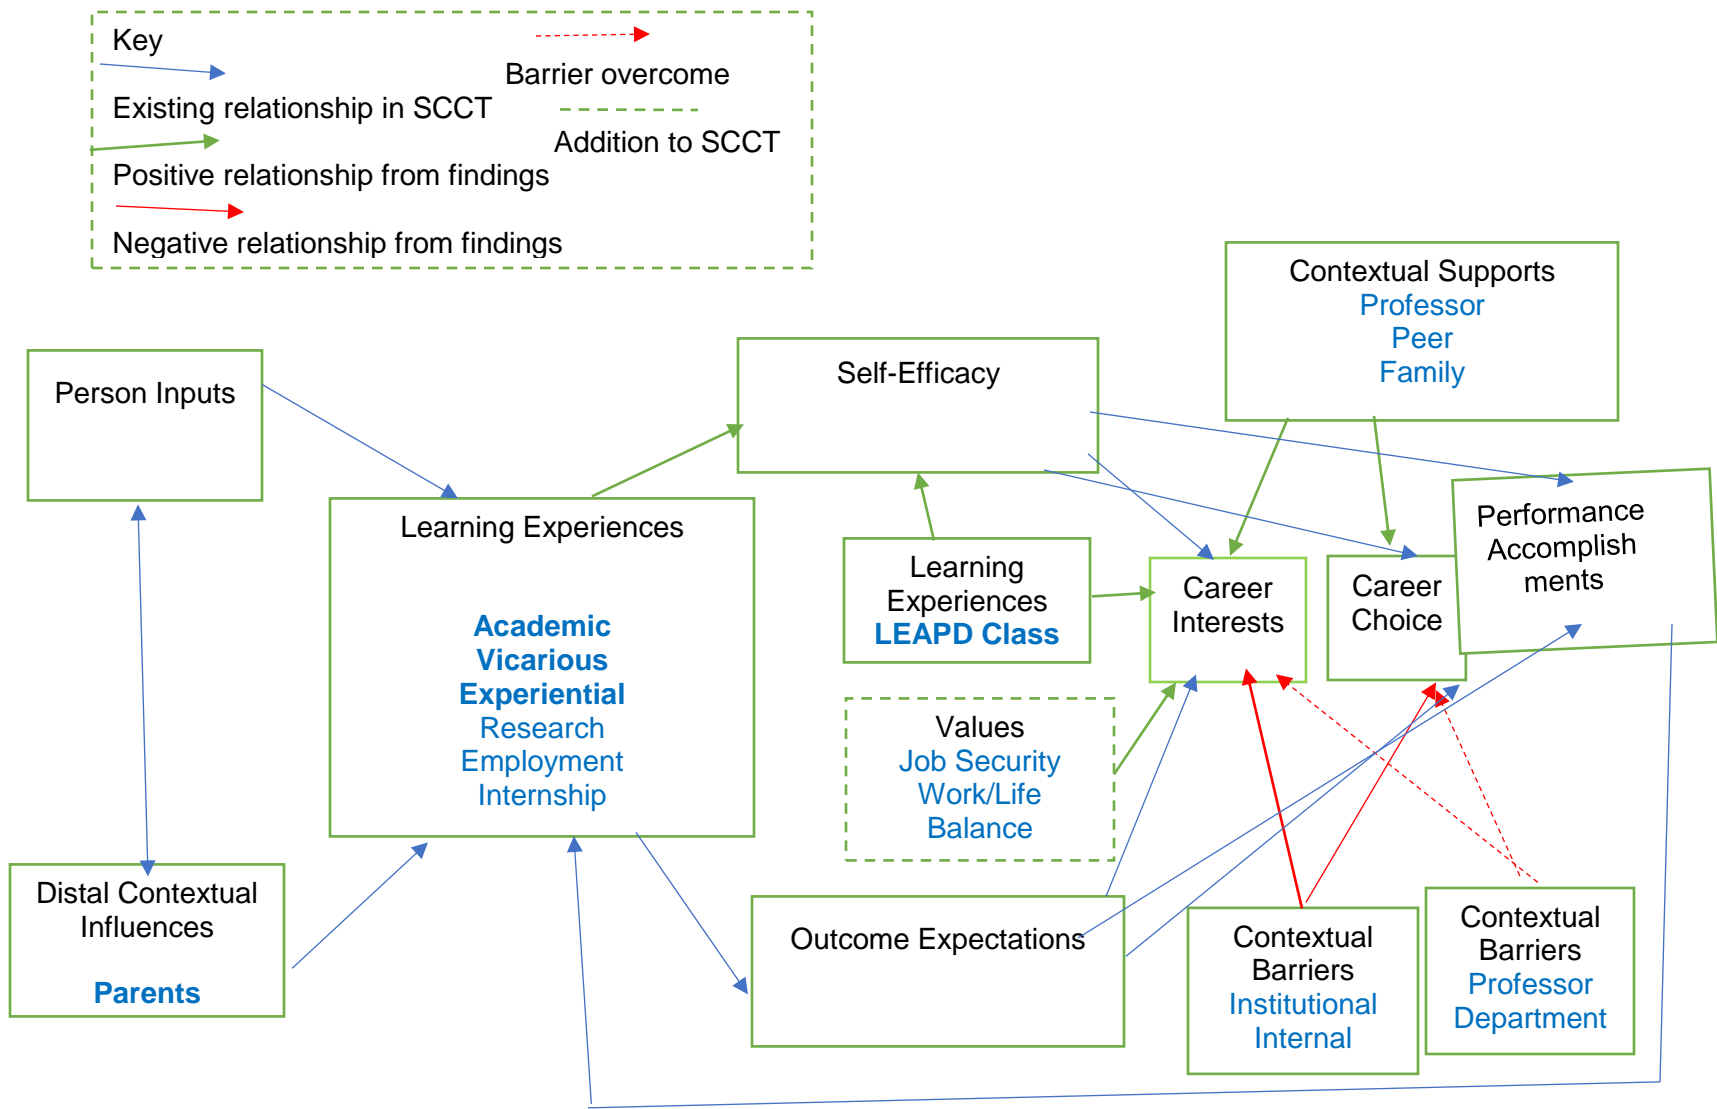 Key
Barrier overcome
Existing relationship in SCCT
Addition to SCCT
Positive relationship from findings
Negative relationship from findings
Contextual Supports
Professor
Peer
Family
Person Inputs
Self-Efficacy
Learning Experiences
Academic
Vicarious
Experiential
Research
Employment
Internship
Learning
Experiences
LEAPD Class
Career
Interests
Career
Choice
Performance
Accomplish
ments
Values
Job Security
Work/Life
Balance
Distal Contextual
Influences
Parents
Outcome Expectations
Contextual
Barriers
Institutional
Internal
Contextual
Barriers
Professor
Department